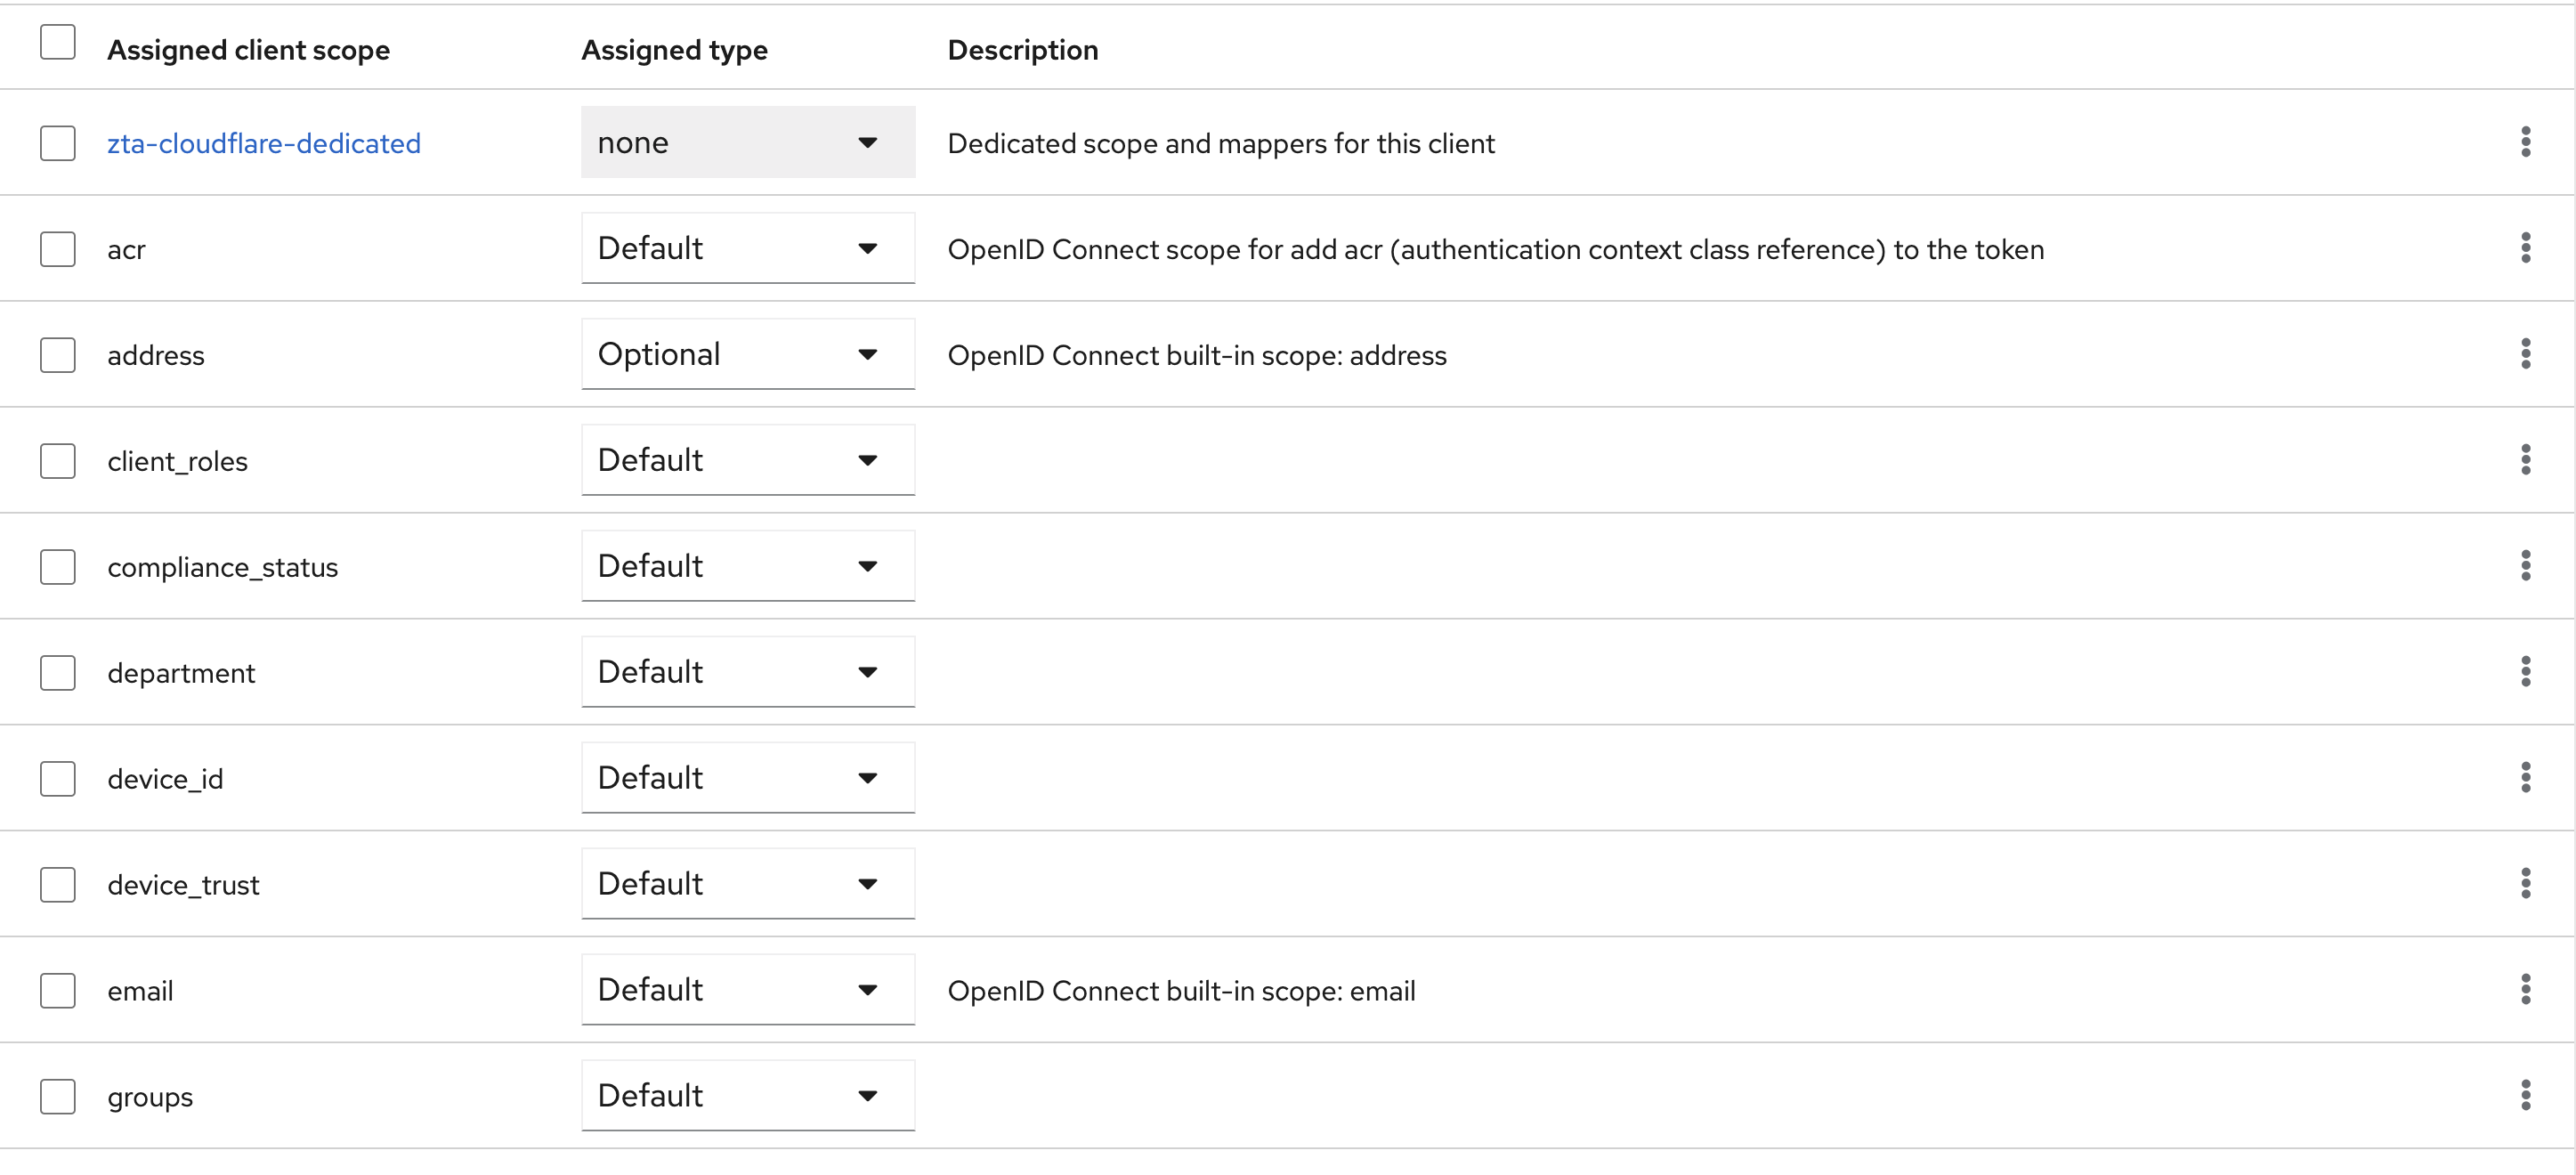 Assigned client scope Assigned type Description
zta-cloudflare-dedicated none Dedicated scope and mappers for this client
acr Default OpenID Connect scope for add acr (authentication context class reference) to the token
address Optional OpenID Connect built-in scope: address
client_roles Default
compliance_status Default
department Default
device_id Default
device_trust Default
email Default OpenID Connect built-in scope: email
groups Default